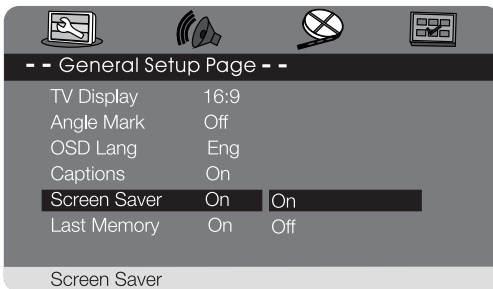 - - General Setup Page - -
TV Display 16:9
Angle Mark Off
OSD Lang Eng
Captions On
Screen Saver On On
Last Memory On Off
Screen Saver